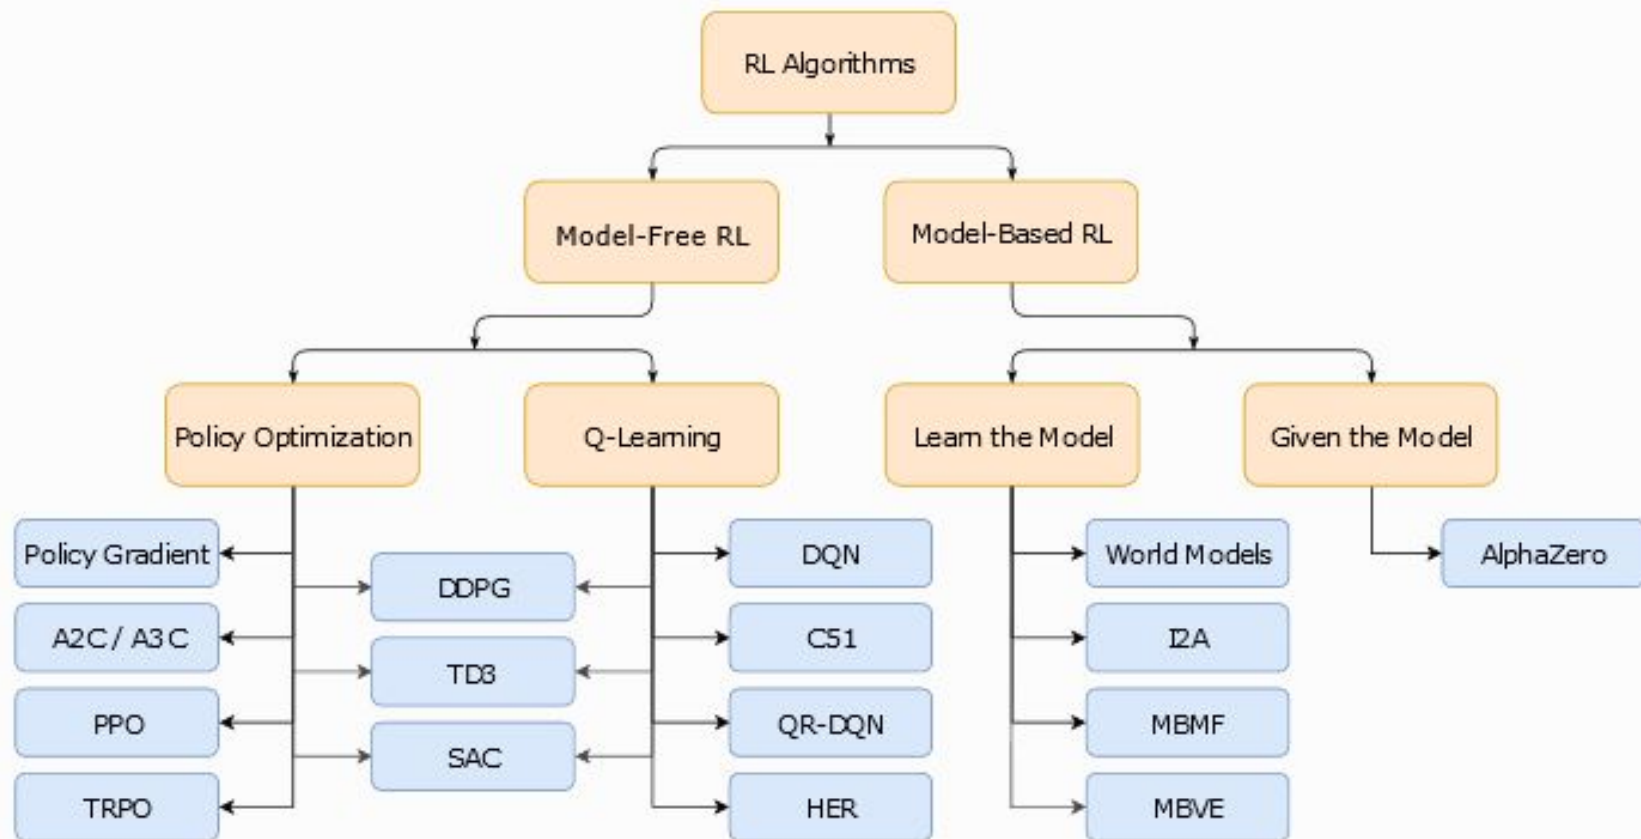 RL Algorithms
Model-Free RL
Model-Based RL
Policy Optimization
Q-Learning
Learn the Model
Given the Model
Policy Gradient
DDPG
DQN
World Models
AlphaZero
A2C / A3C
TD3
C51
I2A
PPO
SAC
QR-DQN
MBMF
TRPO
HER
MBVE